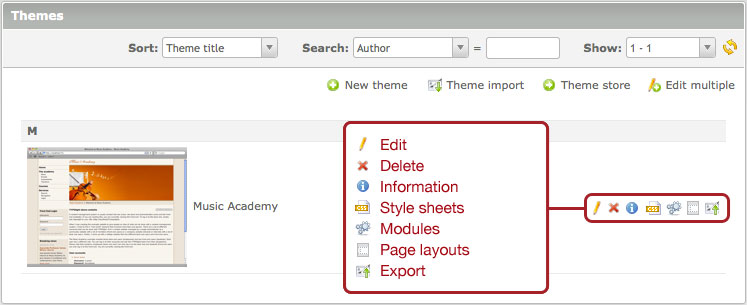 Themes
Sort: Theme title Search: Author = Show: 1 - 1
New theme Theme import Theme store Edit multiple
M
Music Academy
Edit
Delete
Information
Style sheets
Modules
Page layouts
Export